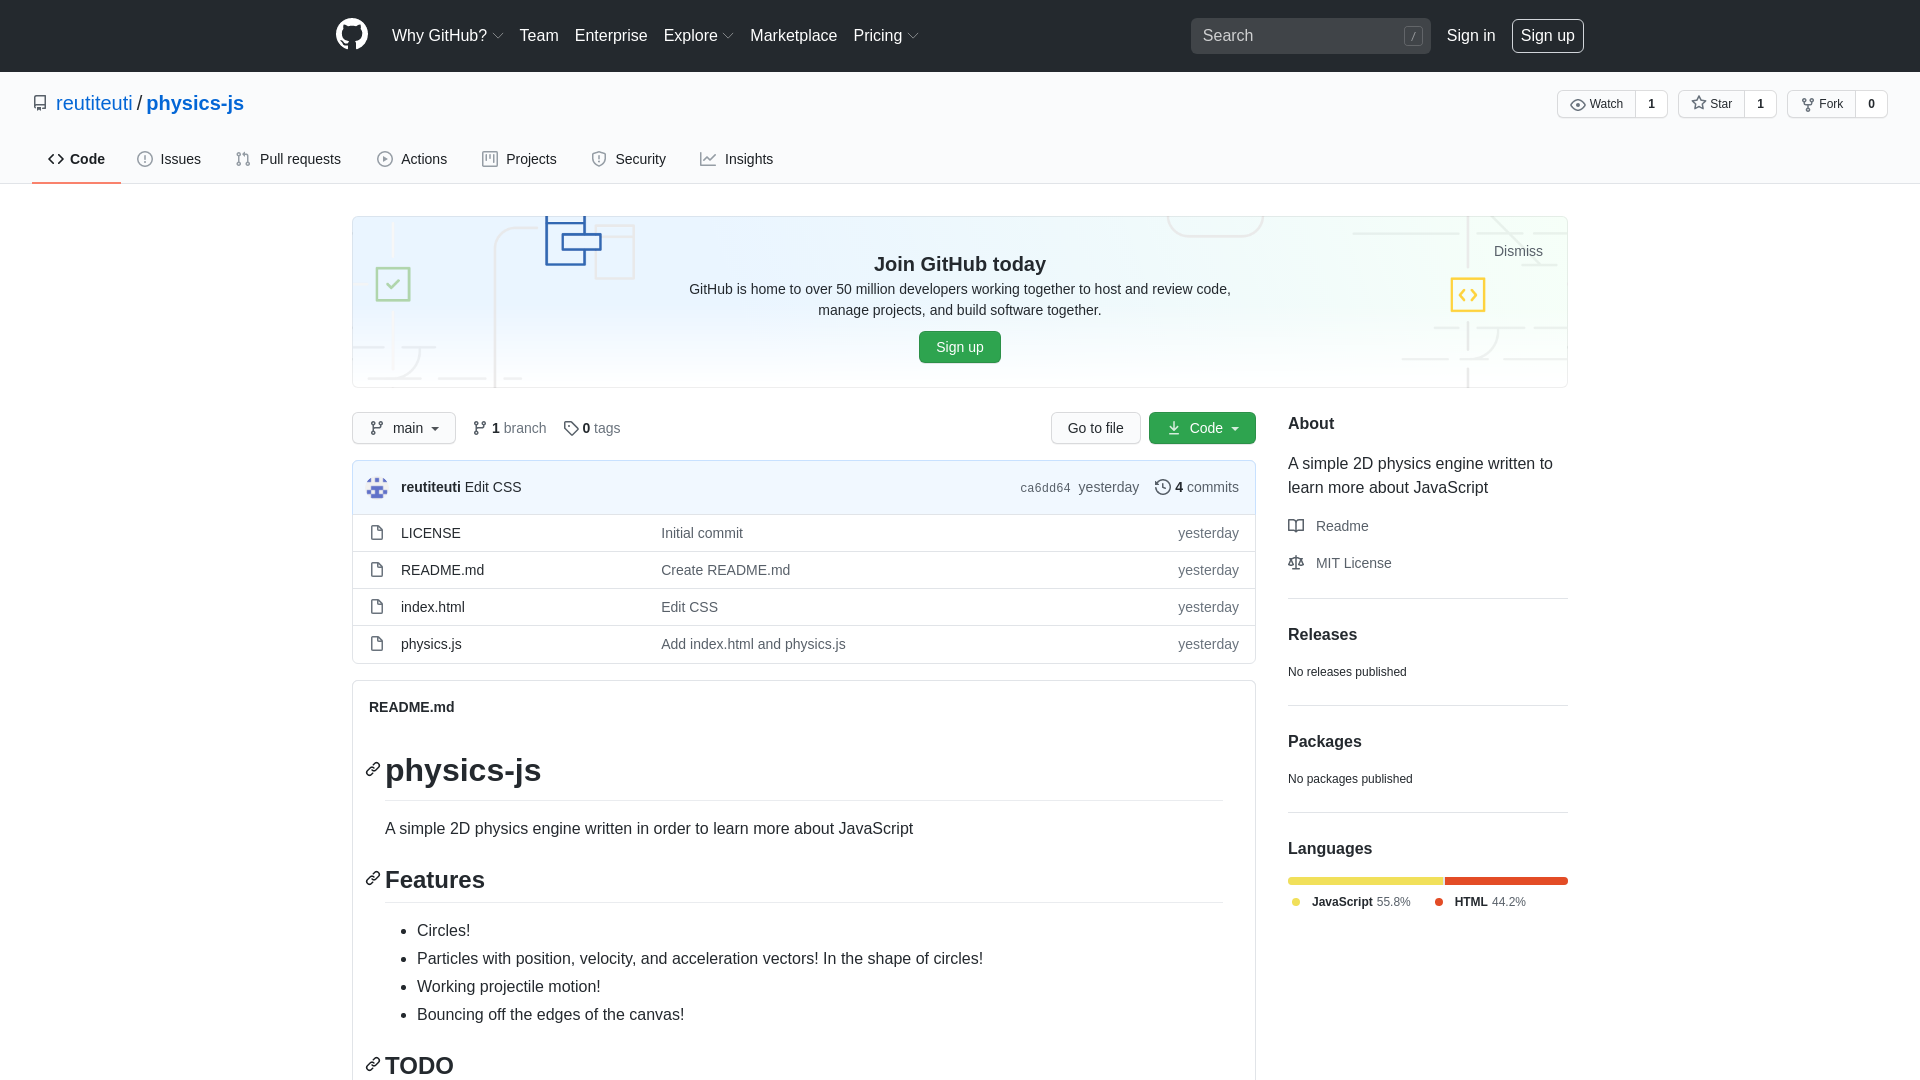 Why GitHub? Team Enterprise Explore Marketplace Pricing Search / Sign in Sign up
reutiteuti / physics-js Watch 1 Star 1 Fork 0
Code Issues Pull requests Actions Projects Security Insights
Dismiss
Join GitHub today
GitHub is home to over 50 million developers working together to host and review code,
manage projects, and build software together.
Sign up
main 1 branch 0 tags Go to file Code
reutiteuti Edit CSS ca6dd64 yesterday 4 commits
LICENSE Initial commit yesterday
README.md Create README.md yesterday
index.html Edit CSS yesterday
physics.js Add index.html and physics.js yesterday
README.md
physics-js
A simple 2D physics engine written in order to learn more about JavaScript
Features
Circles!
Particles with position, velocity, and acceleration vectors! In the shape of circles!
Working projectile motion!
Bouncing off the edges of the canvas!
TODO
About
A simple 2D physics engine written to
learn more about JavaScript
Readme
MIT License
Releases
No releases published
Packages
No packages published
Languages
JavaScript 55.8% HTML 44.2%